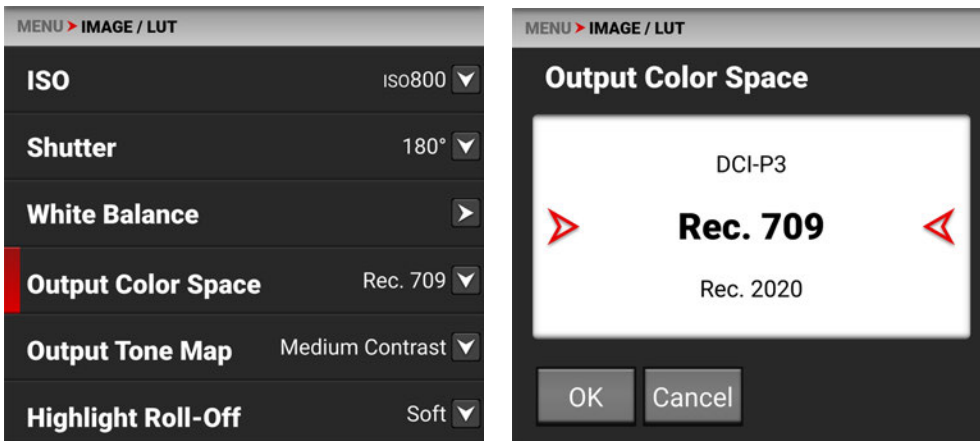 MENU > IMAGE / LUT
ISO ISO800
Shutter 180°
White Balance
Output Color Space Rec. 709
Output Tone Map Medium Contrast
Highlight Roll-Off Soft
MENU > IMAGE / LUT
Output Color Space
DCI-P3
Rec. 709
Rec. 2020
OK Cancel